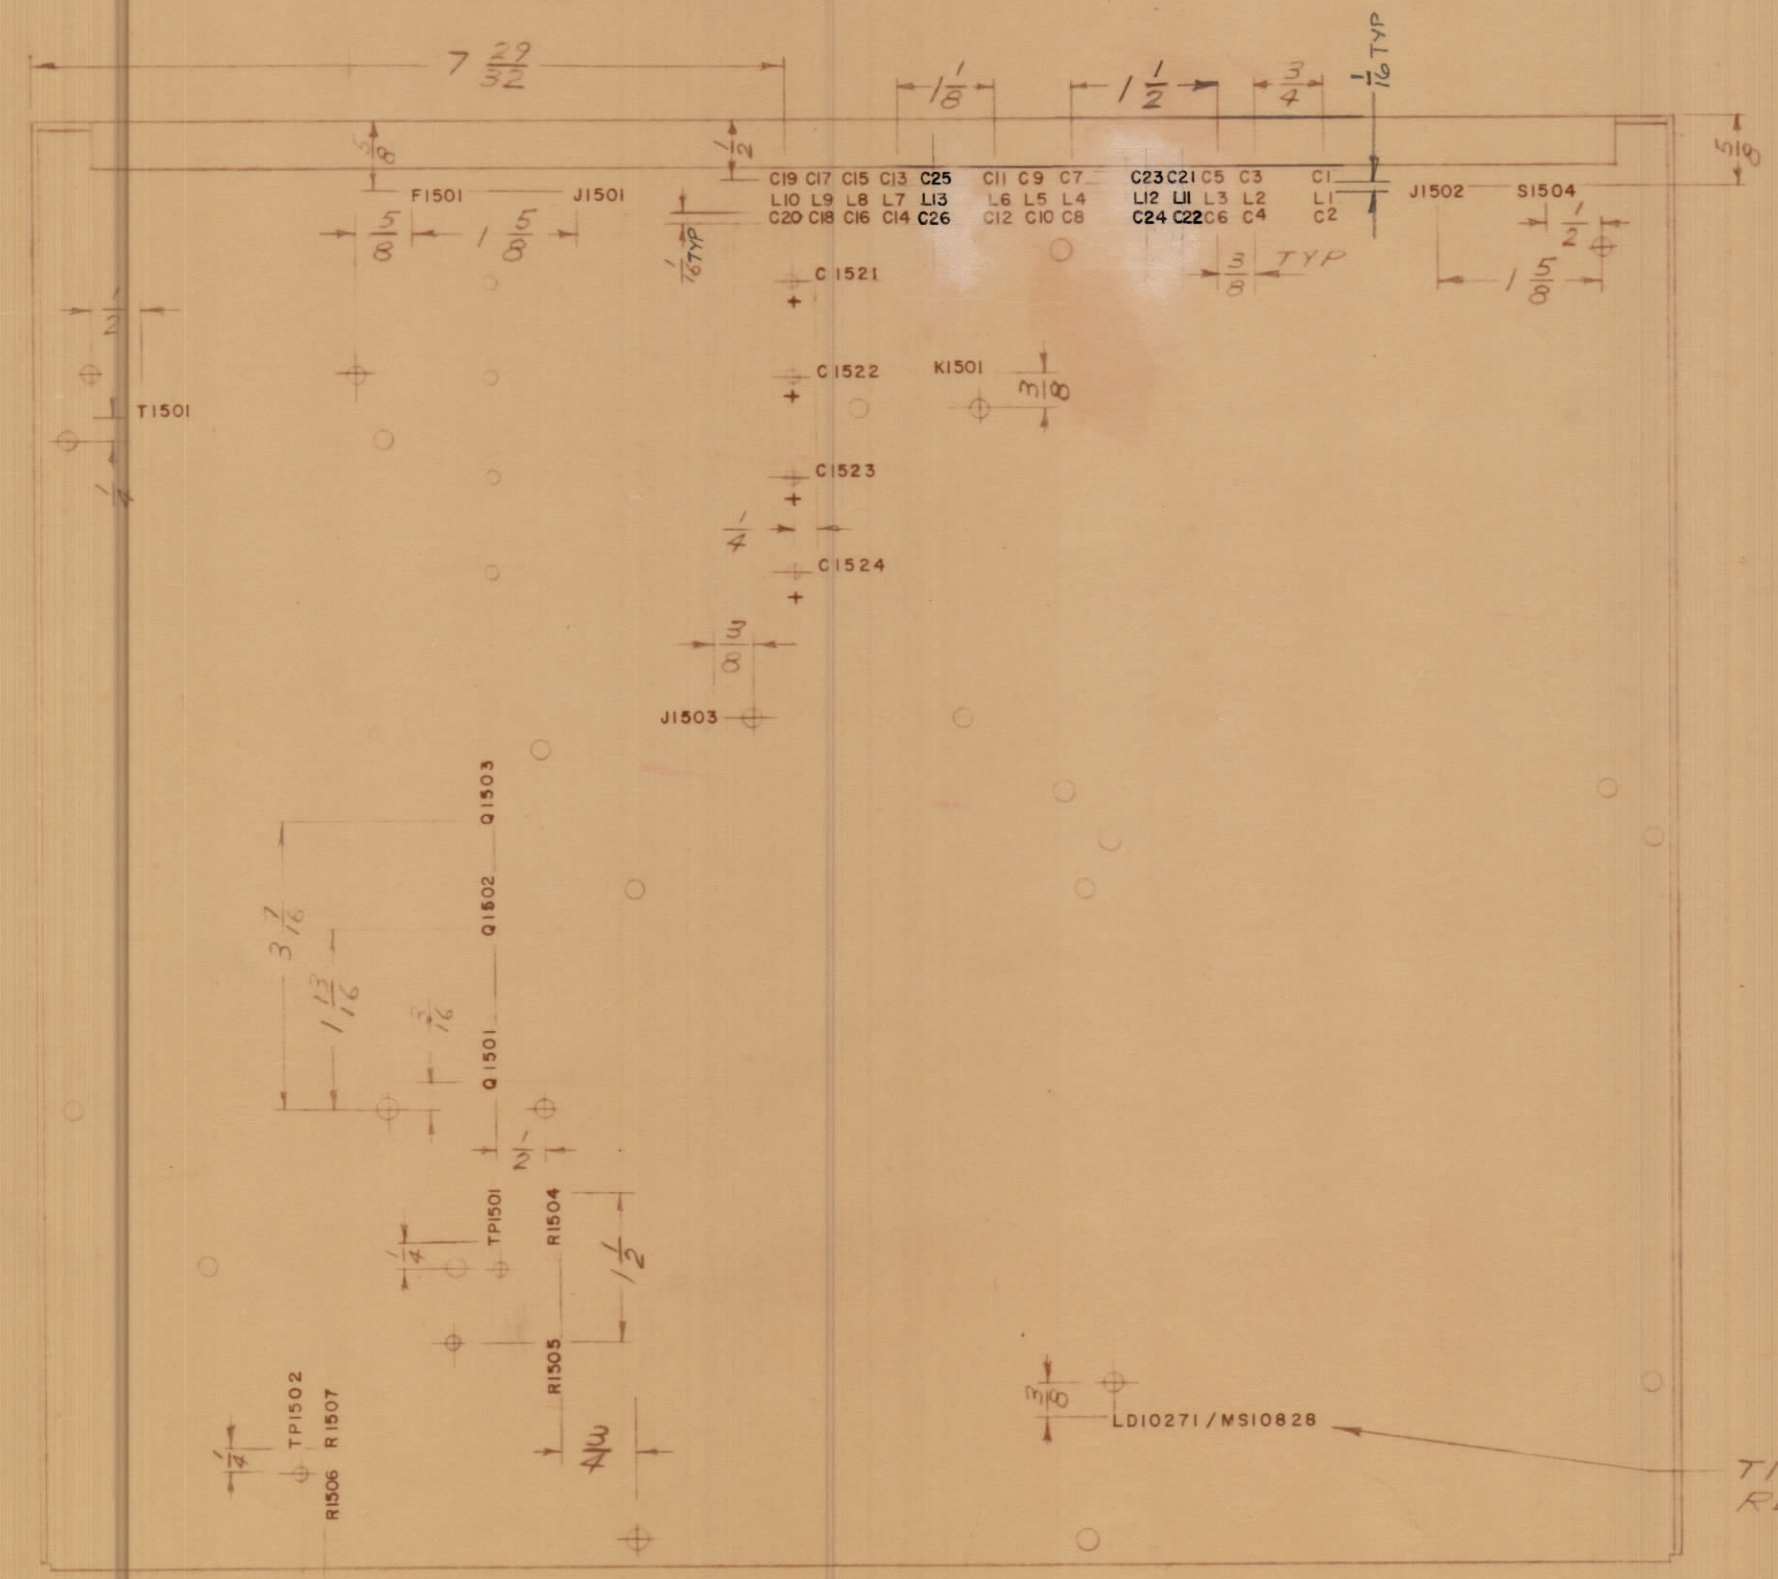 7 29/32
1 1/8
1 1/2
3/4
1/16 TYP
5/8
1/2
5/8
C19 C17 C15 C13 C25 C11 C9 C7 C23 C21 C5 C3 C1
F1501 J1501 L10 L9 L8 L7 L13 L6 L5 L4 L12 L11 L3 L2 L1 J1502 S1504
C20 C18 C16 C14 C26 C12 C10 C8 C24 C22 C6 C4 C2
5/8
1 5/8
1/16 TYP
3/8 TYP
1/2
1 5/8
C1521
+
1/2
C1522
+
K1501
3/8
T1501
1/4
C1523
+
1/4
C1524
+
3/8
J1503
Q1503
Q1502
Q1501
3 7/16
1 13/16
3/16
1/2
TP1501
R1504
1/4
1 1/2
R1505
3/4
TP1502
R1507
R1506
1/4
3/8
LD10271/MS10828